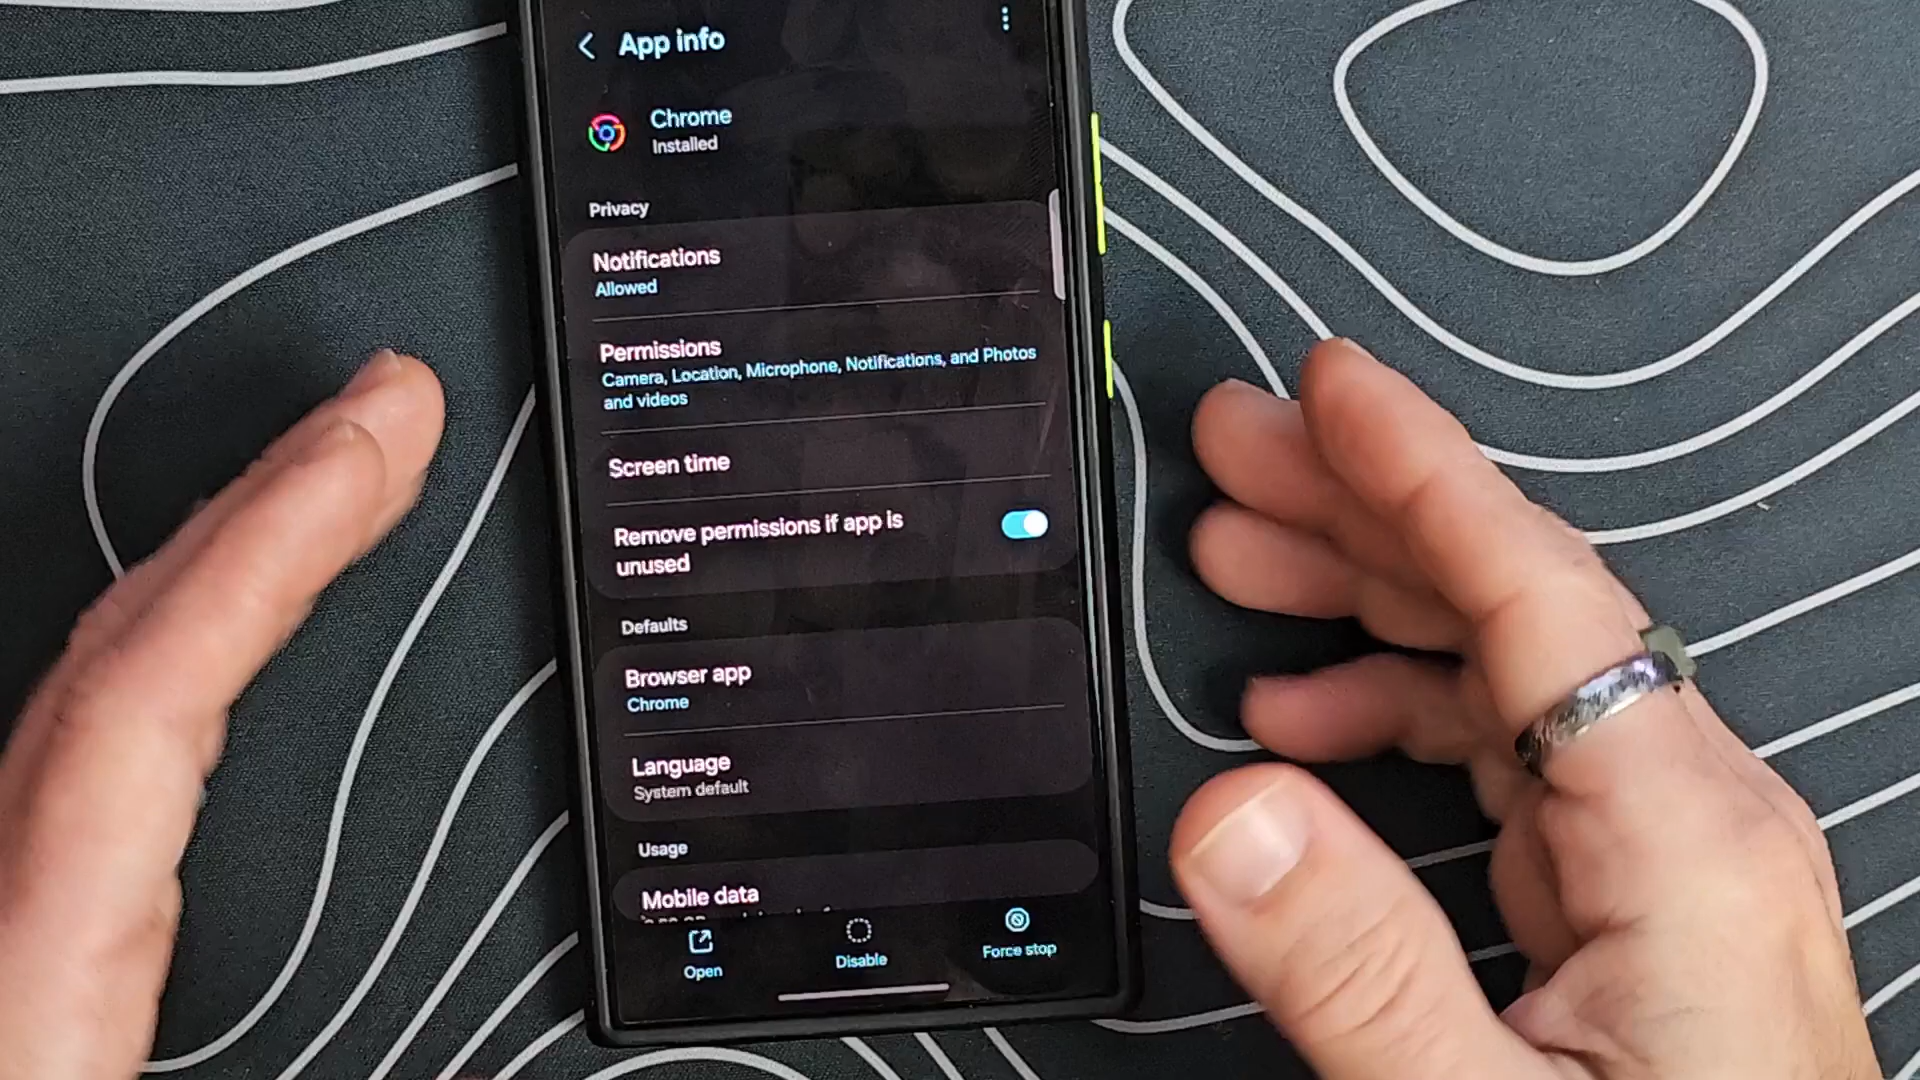 App info
Chrome
Installed
Privacy
Notifications
Allowed
Permissions
Camera, Location, Microphone, Notifications, and Photos
and videos
Screen time
Remove permissions if app is
unused
Defaults
Browser app
Chrome
Language
System default
Usage
Mobile data
Open
Disable
Force stop